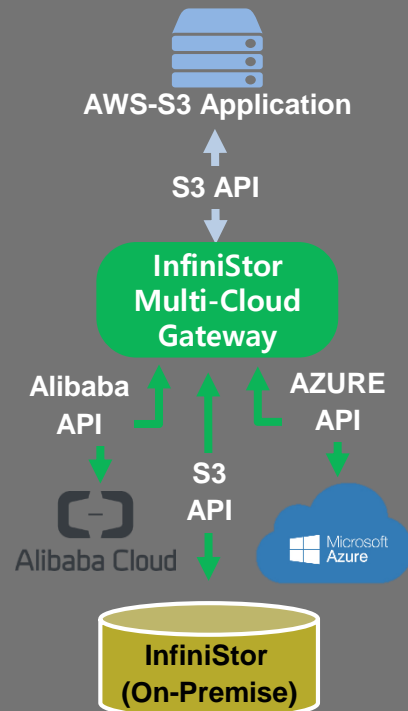 AWS-S3 Application
S3 API
InfiniStor
Multi-Cloud
Gateway
Alibaba
API
AZURE
API
S3
API
Alibaba Cloud
Microsoft
Azure
InfiniStor
(On-Premise)